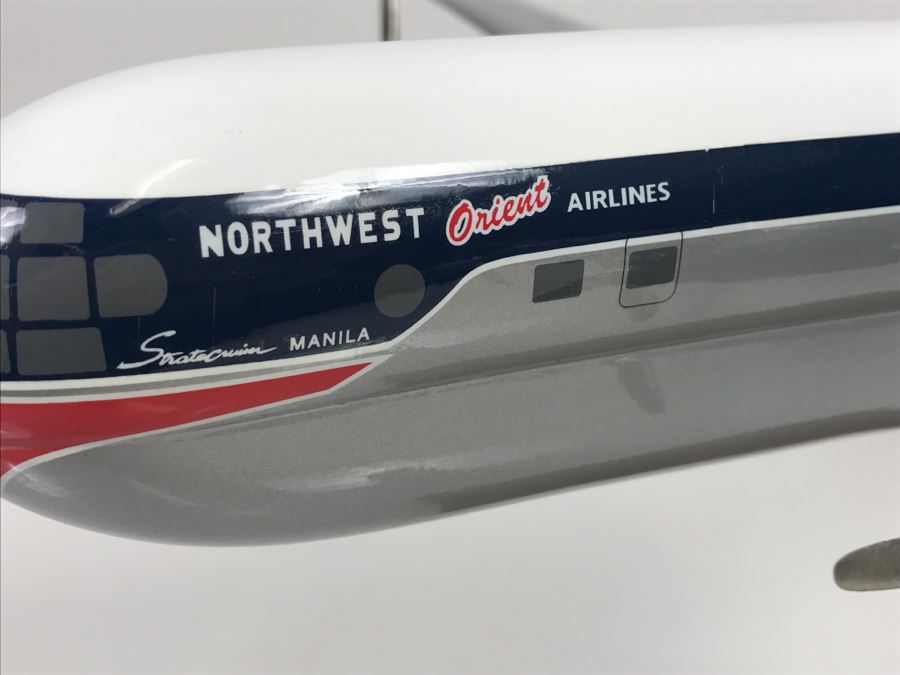 NORTHWEST Orient AIRLINES
Stratocruiser MANILA